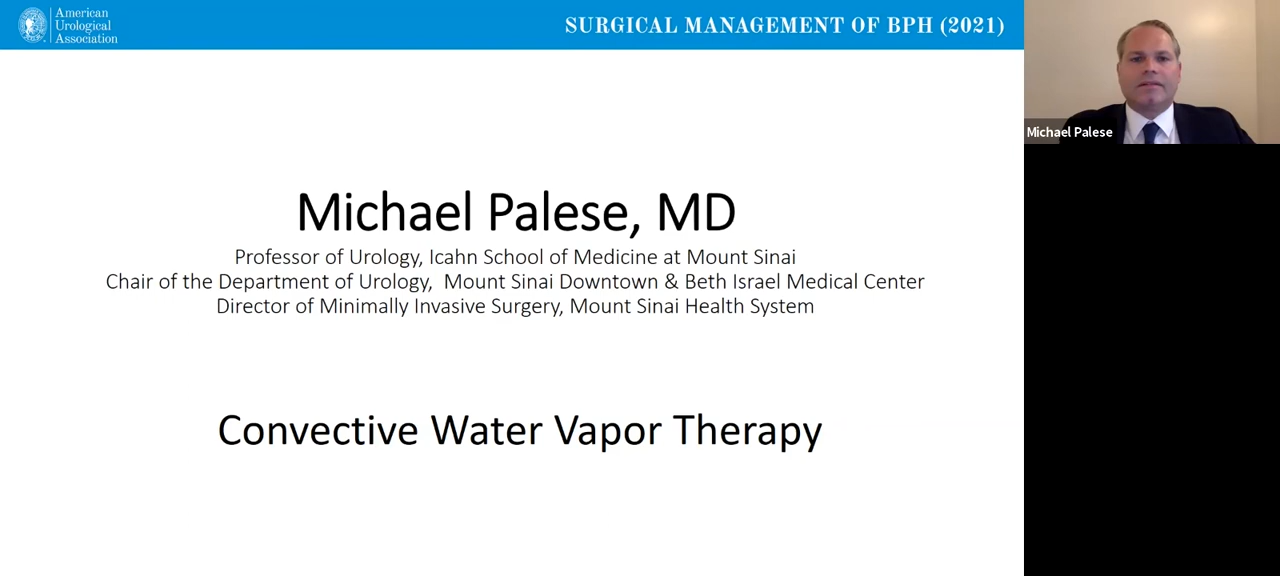 American
Urological
Association
SURGICAL MANAGEMENT OF BPH (2021)
Michael Palese
Michael Palese, MD
Professor of Urology, Icahn School of Medicine at Mount Sinai
Chair of the Department of Urology, Mount Sinai Downtown & Beth Israel Medical Center
Director of Minimally Invasive Surgery, Mount Sinai Health System
Convective Water Vapor Therapy